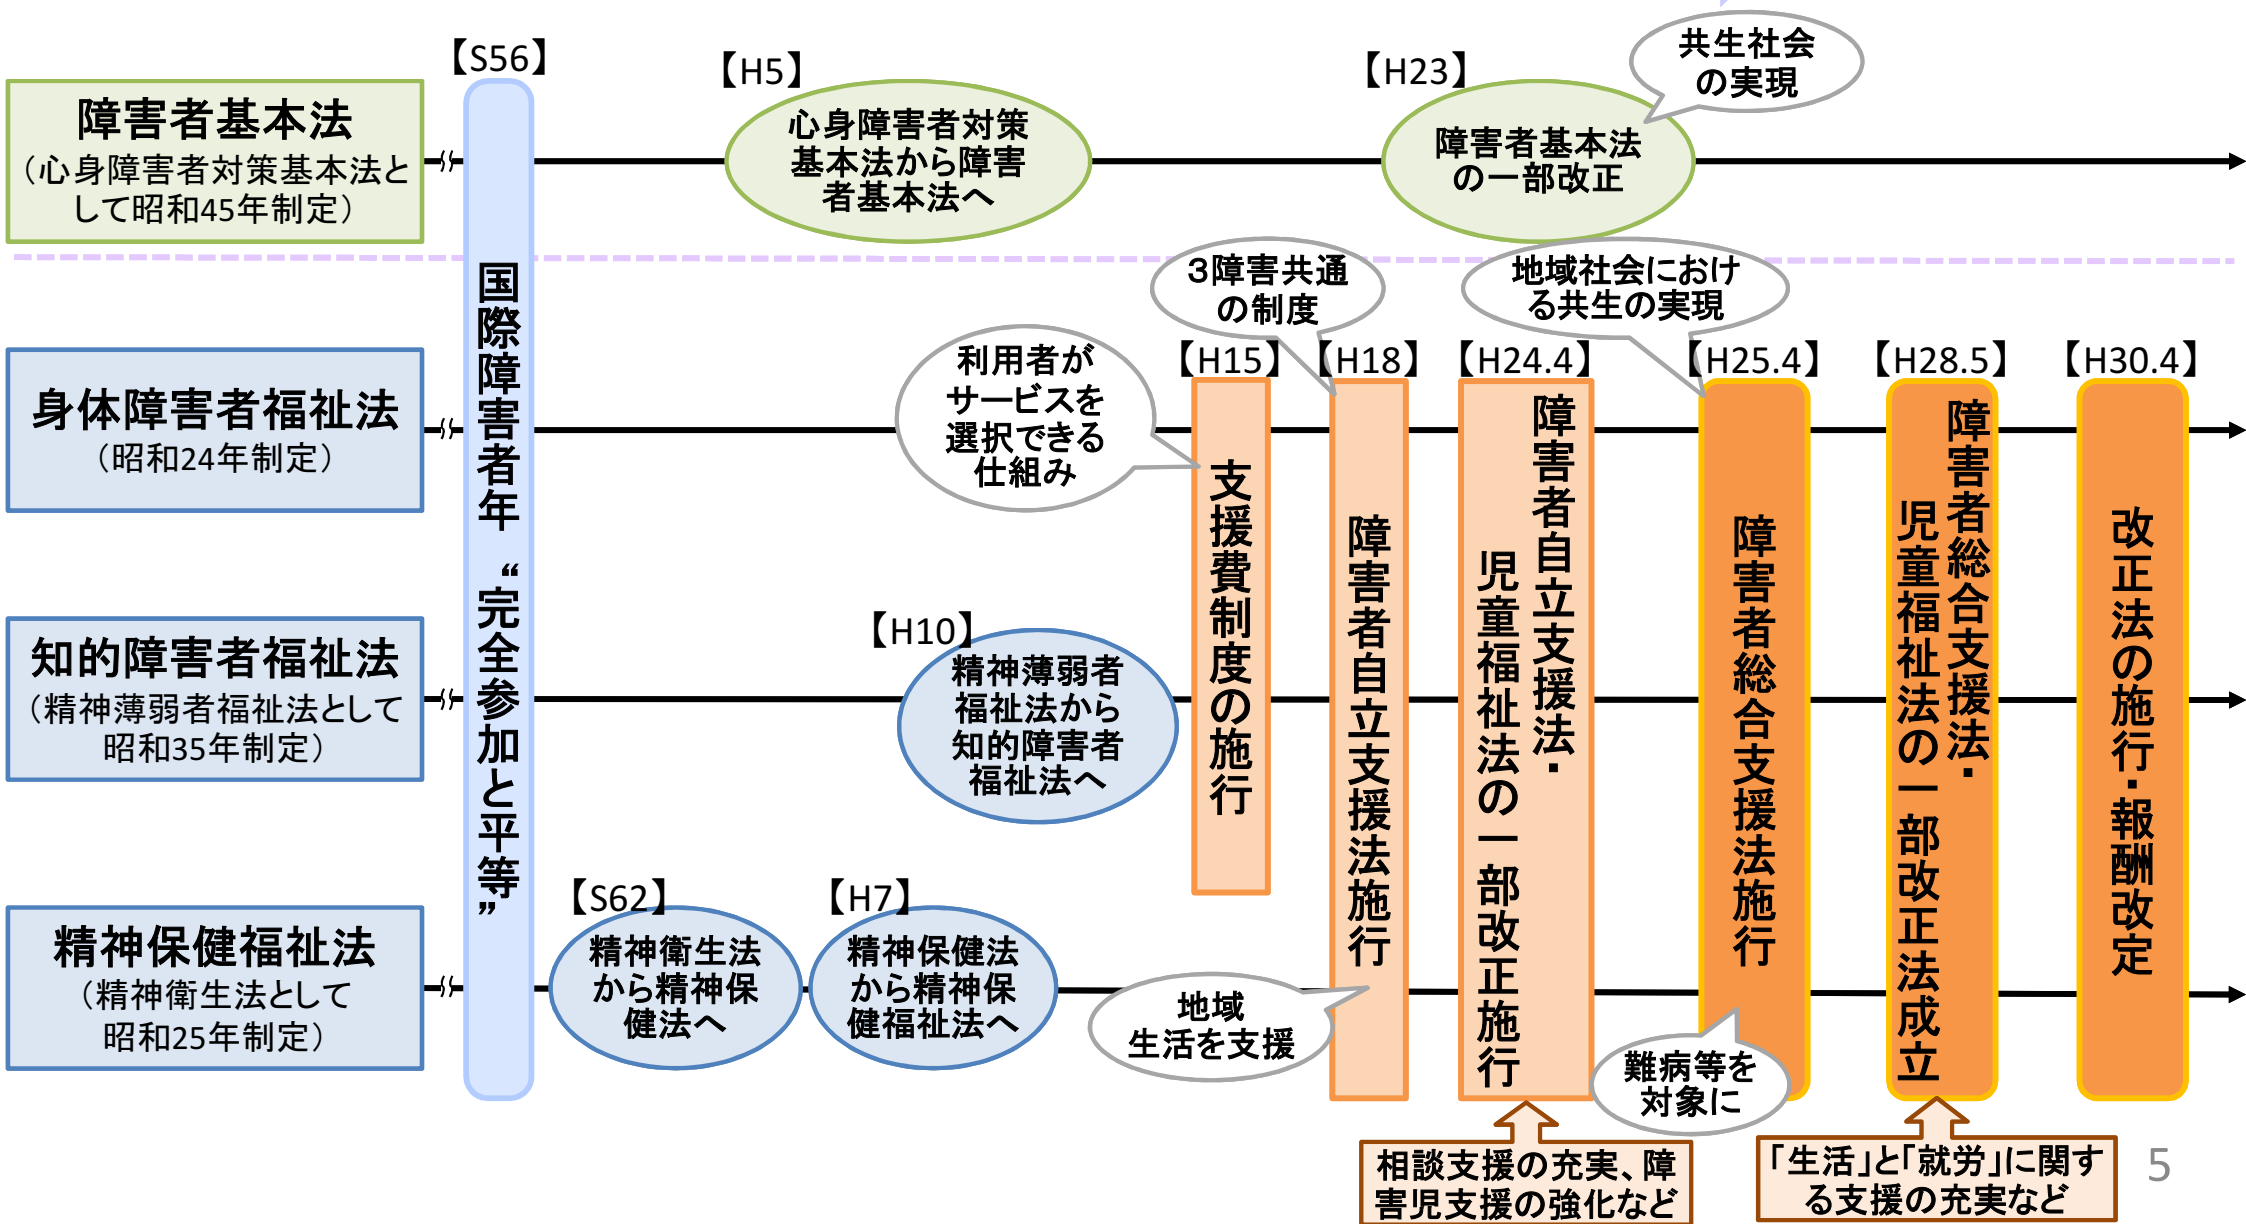 【S56】
【H5】
【H23】
共生社会
の実現
障害者基本法
（心身障害者対策基本法と
して昭和45年制定）
心身障害者対策
基本法から障害
者基本法へ
障害者基本法
の一部改正
国際障害者年 “完全参加と平等”
３障害共通
の制度
地域社会におけ
る共生の実現
利用者が
サービスを
選択できる
仕組み
【H15】
【H18】
【H24.4】
【H25.4】
【H28.5】
【H30.4】
身体障害者福祉法
（昭和24年制定）
支援費制度の施行
障害者自立支援法施行
障害者自立支援法・
児童福祉法の一部改正施行
障害者総合支援法施行
障害者総合支援法・
児童福祉法の一部改正法成立
改正法の施行・報酬改定
知的障害者福祉法
（精神薄弱者福祉法として
昭和35年制定）
【H10】
精神薄弱者
福祉法から
知的障害者
福祉法へ
精神保健福祉法
（精神衛生法として
昭和25年制定）
【S62】
精神衛生法
から精神保
健法へ
【H7】
精神保健法
から精神保
健福祉法へ
地域
生活を支援
難病等を
対象に
相談支援の充実、障
害児支援の強化など
「生活」と「就労」に関す
る支援の充実など
5